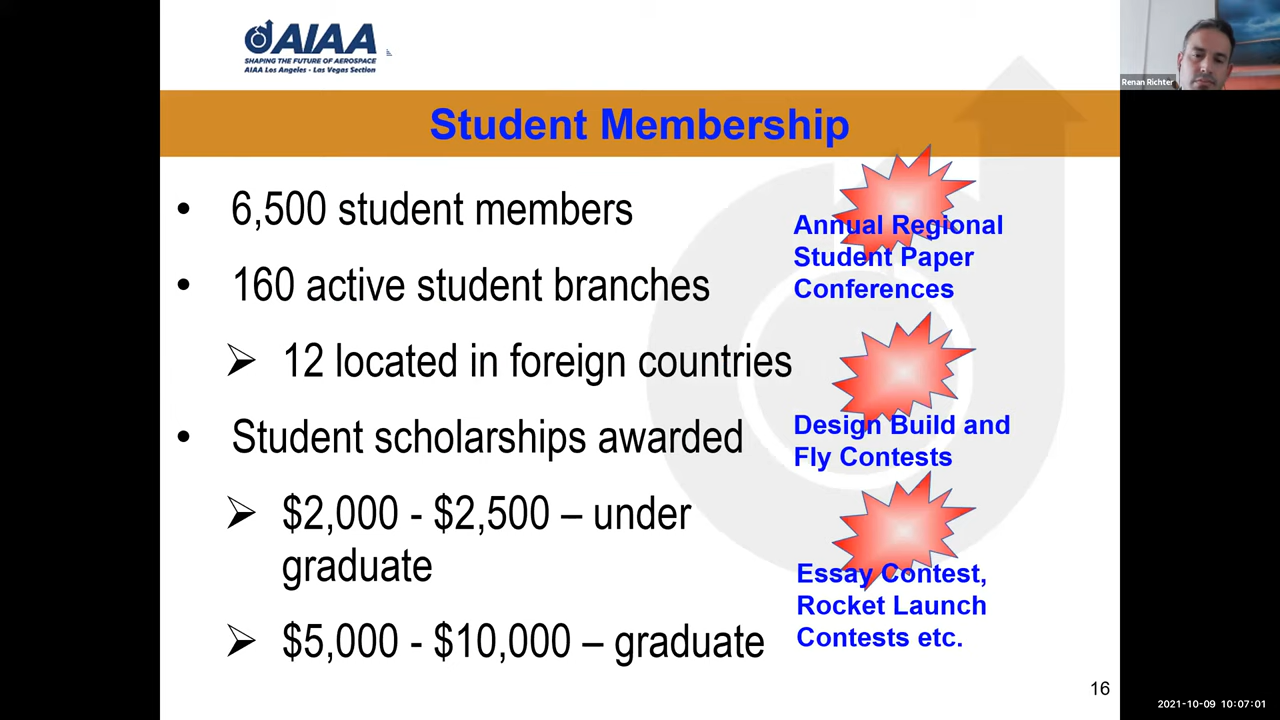 AIAA
SHAPING THE FUTURE OF AEROSPACE
AIAA Los Angeles - Las Vegas Section
Renan Richter
Student Membership
• 6,500 student members
• 160 active student branches
➢ 12 located in foreign countries
• Student scholarships awarded
➢ $2,000 - $2,500 – under
graduate
➢ $5,000 - $10,000 – graduate
Annual Regional
Student Paper
Conferences
Design Build and
Fly Contests
Essay Contest,
Rocket Launch
Contests etc.
16
2021-10-09 10:07:01